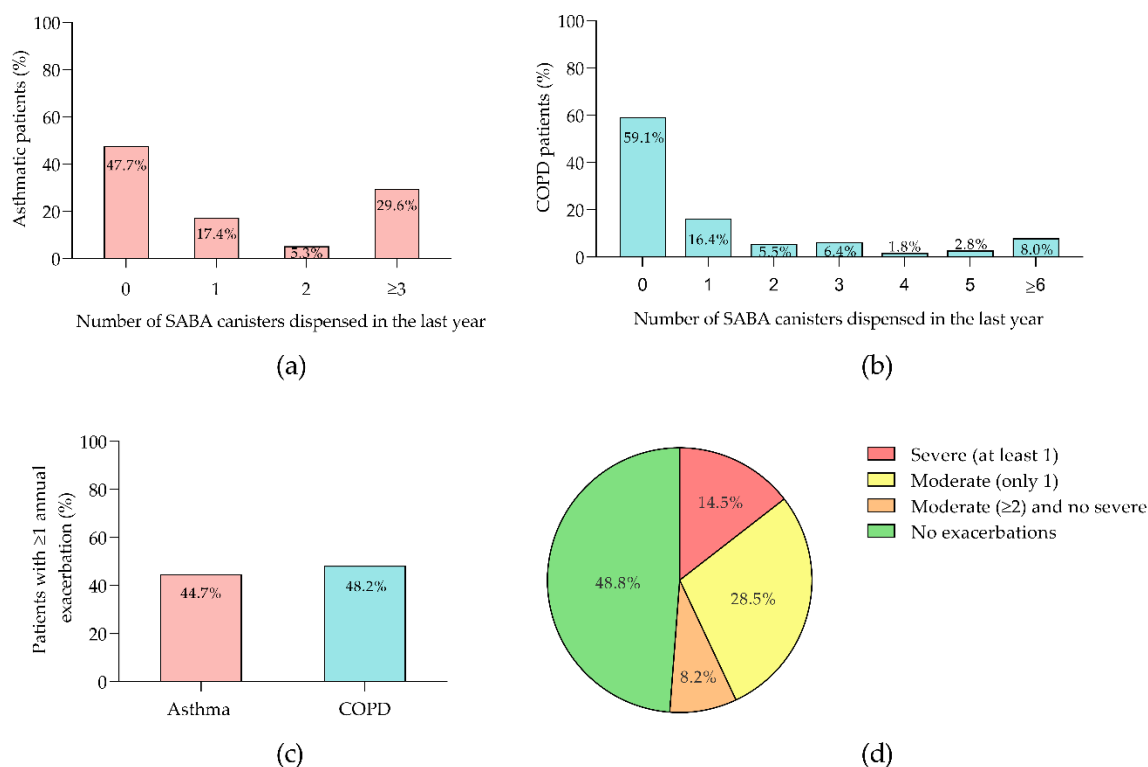 100
80
60
40
20
0
Asthmatic patients (%)
47.7%
17.4%
5.3%
29.6%
0 1 2 ≥3
Number of SABA canisters dispensed in the last year
(a)
100
80
60
40
20
0
COPD patients (%)
59.1%
16.4%
5.5%
6.4%
1.8%
2.8%
8.0%
0 1 2 3 4 5 ≥6
Number of SABA canisters dispensed in the last year
(b)
100
80
60
40
20
0
Patients with ≥1 annual
exacerbation (%)
44.7%
48.2%
Asthma COPD
(c)
14.5%
28.5%
8.2%
48.8%
Severe (at least 1)
Moderate (only 1)
Moderate (≥2) and no severe
No exacerbations
(d)